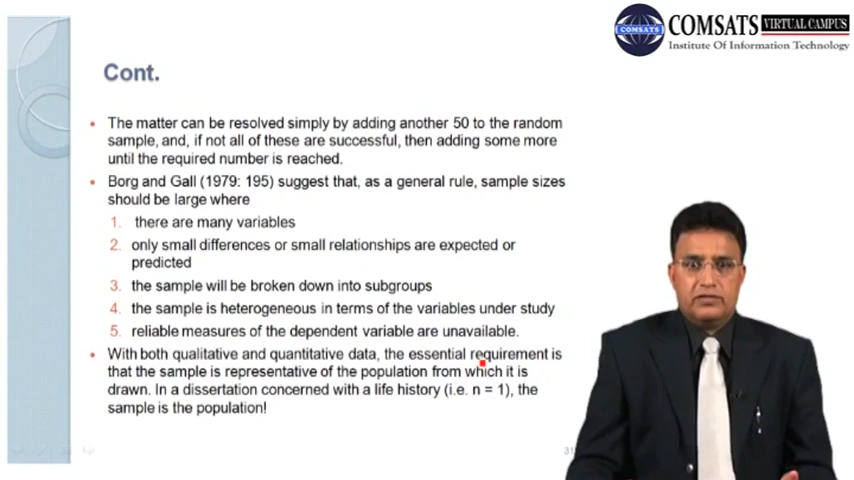 COMSATS VIRTUAL CAMPUS
COMSATS
Institute Of Information Technology
Cont.
• The matter can be resolved simply by adding another 50 to the random
sample, and, if not all of these are successful, then adding some more
until the required number is reached.
• Borg and Gall (1979: 195) suggest that, as a general rule, sample sizes
should be large where
1. there are many variables
2. only small differences or small relationships are expected or
predicted
3. the sample will be broken down into subgroups
4. the sample is heterogeneous in terms of the variables under study
5. reliable measures of the dependent variable are unavailable.
• With both qualitative and quantitative data, the essential requirement is
that the sample is representative of the population from which it is
drawn. In a dissertation concerned with a life history (i.e. n = 1), the
sample is the population!